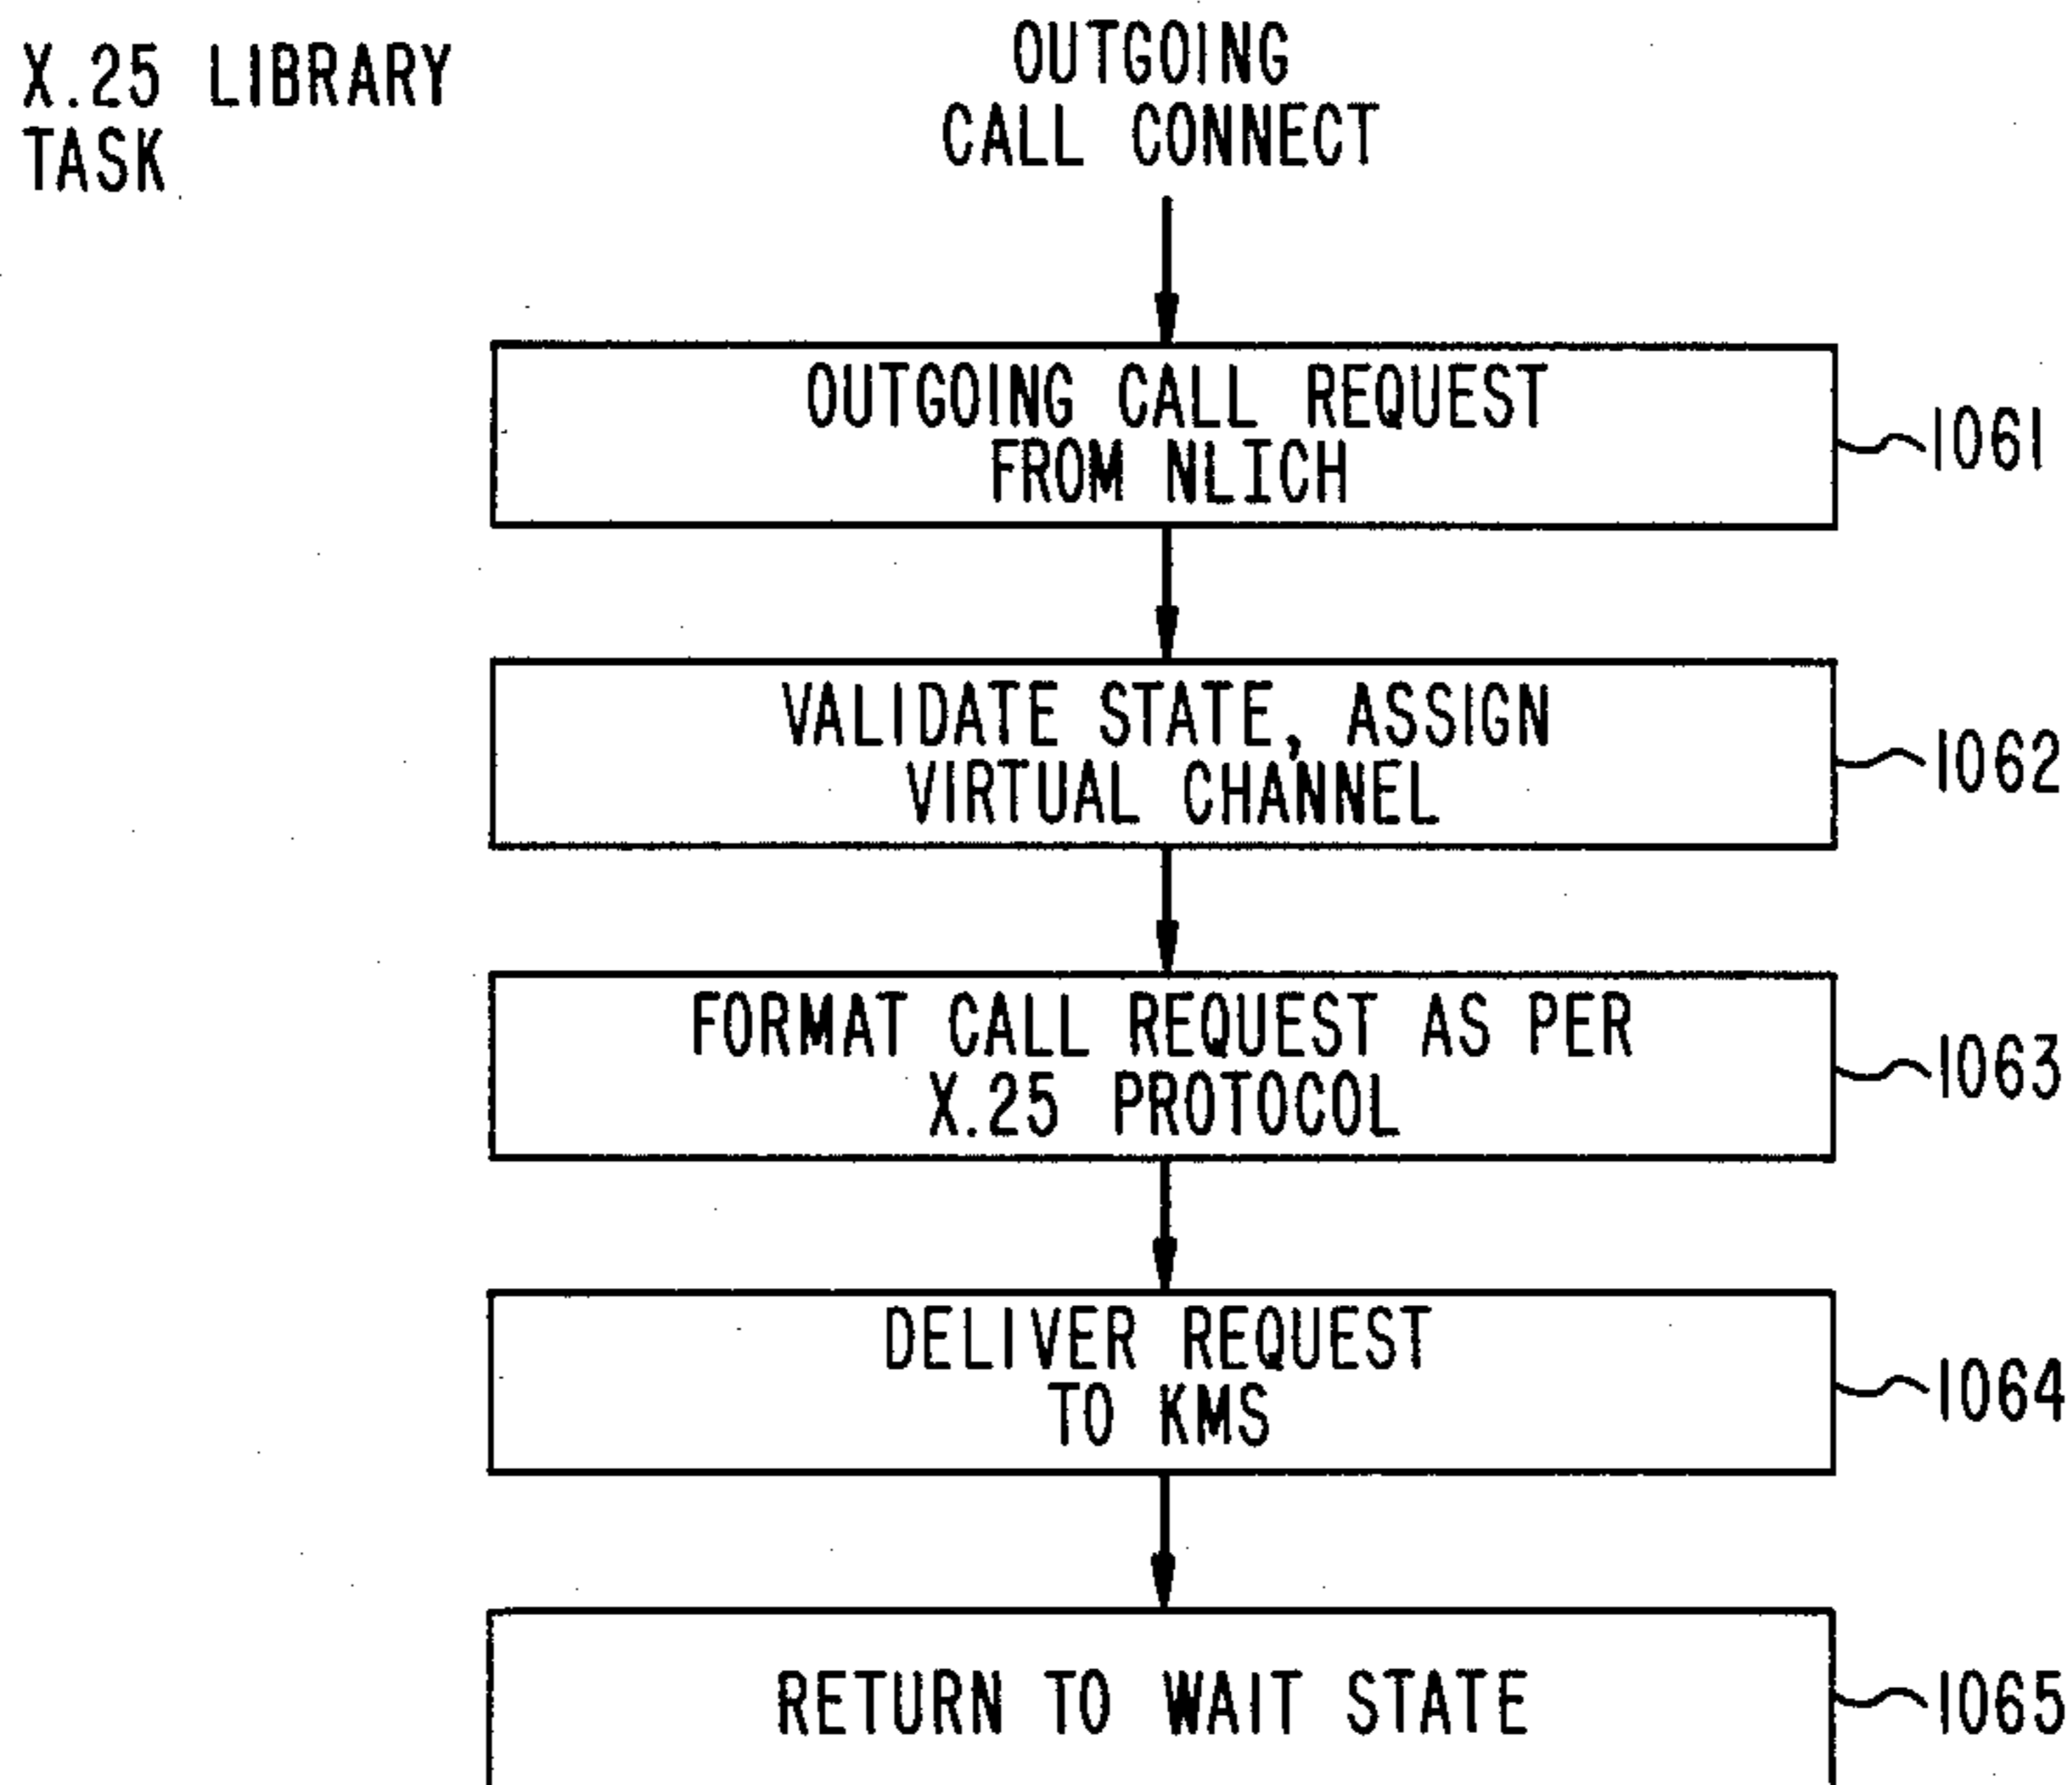 X.25 LIBRARY
TASK
OUTGOING
CALL CONNECT
OUTGOING CALL REQUEST
FROM NLICH
1061
VALIDATE STATE, ASSIGN
VIRTUAL CHANNEL
1062
FORMAT CALL REQUEST AS PER
X.25 PROTOCOL
1063
DELIVER REQUEST
TO KMS
1064
RETURN TO WAIT STATE
1065